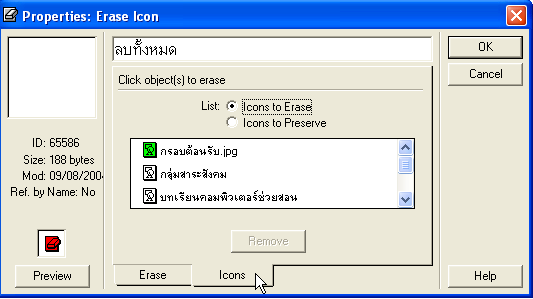 Properties: Erase Icon
ลบทั้งหมด
OK
Cancel
Click object(s) to erase
List:
Icons to Erase
Icons to Preserve
ID: 65586
Size: 188 bytes
Mod: 09/08/2004
Ref. by Name: No
กรอบต้อนรับ.jpg
กลุ่มสาระสังคม
บทเรียนคอมพิวเตอร์ช่วยสอน
Remove
Preview
Erase
Icons
Help